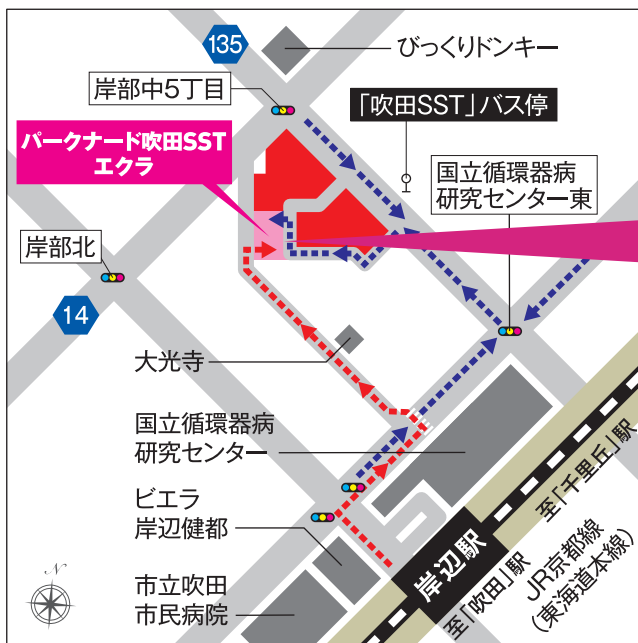 135
びっくりドンキー
岸部中5丁目
「吹田SST」バス停
パークナード吹田SST
エクラ
国立循環器病
研究センター東
岸部北
14
大光寺
国立循環器病
研究センター
ビエラ
岸辺健都
市立吹田
市民病院
岸辺駅
至「千里丘」駅
至「吹田」駅
JR京都線
(東海道本線)
N